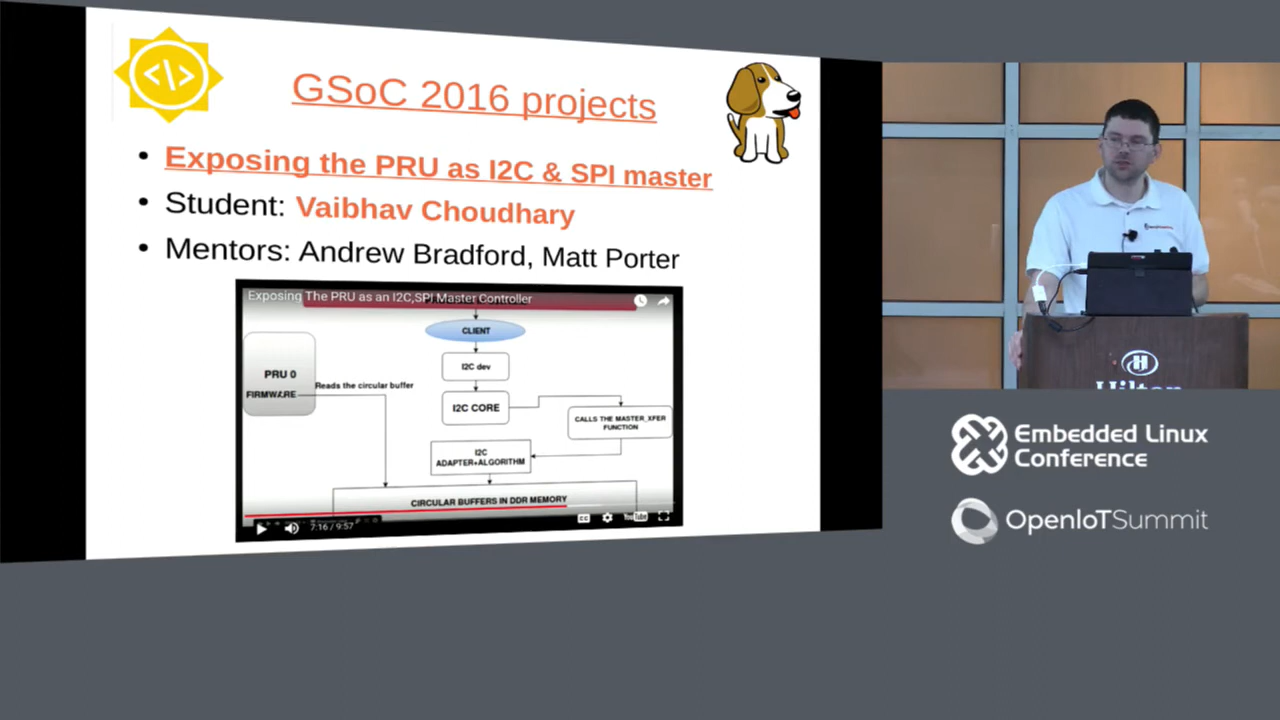 </>
GSoC 2016 projects
• Exposing the PRU as I2C & SPI master
• Student: Vaibhav Choudhary
• Mentors: Andrew Bradford, Matt Porter
Exposing The PRU as an I2C,SPI Master Controller
CLIENT
I2C dev
PRU 0
FIRMWARE
Reads the circular buffer
I2C CORE
CALLS THE MASTER_XFER
FUNCTION
I2C
ADAPTER+ALGORITHM
CIRCULAR BUFFERS IN DDR MEMORY
7:16 / 9:57
CC
YouTube
Hilton
Embedded Linux
Conference
OpenIoTSummit